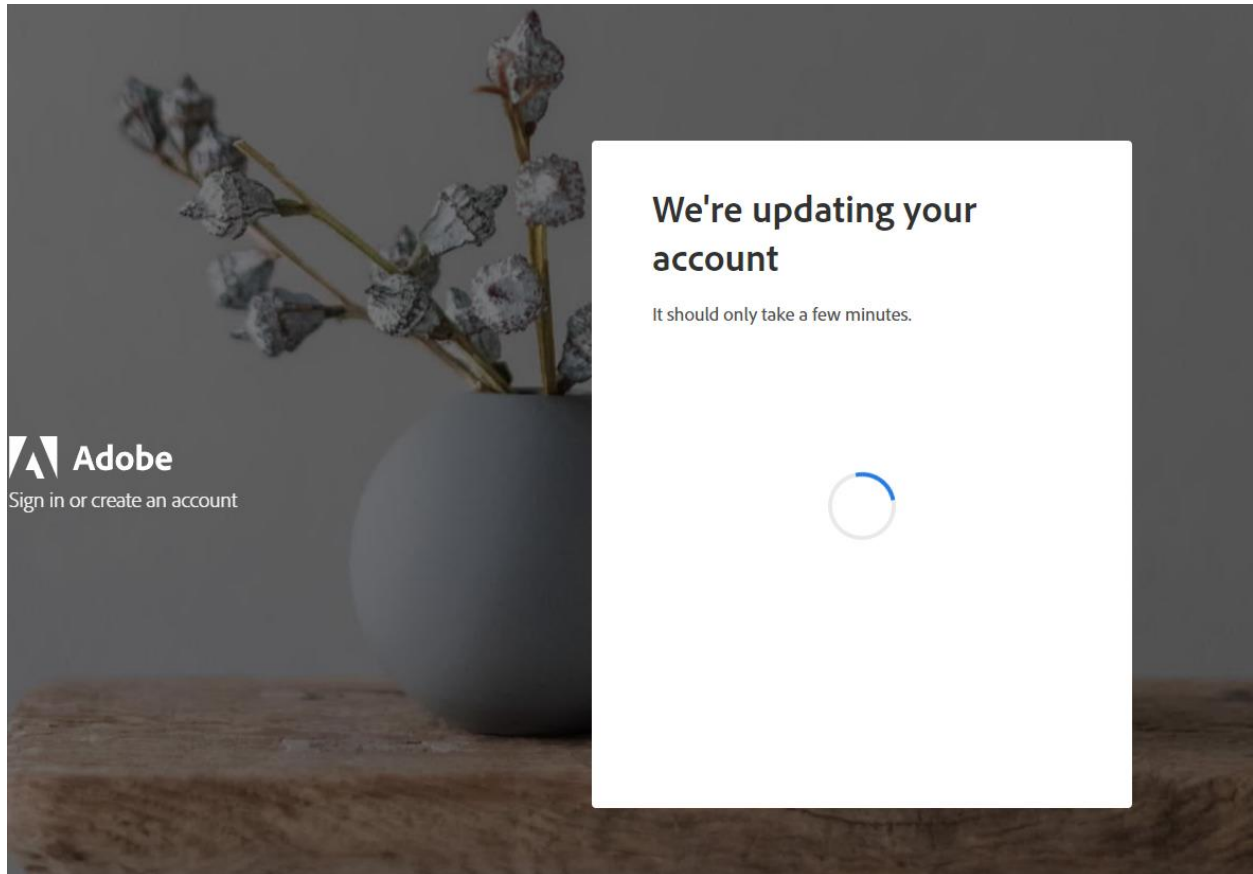 Adobe
Sign in or create an account
We're updating your
account
It should only take a few minutes.